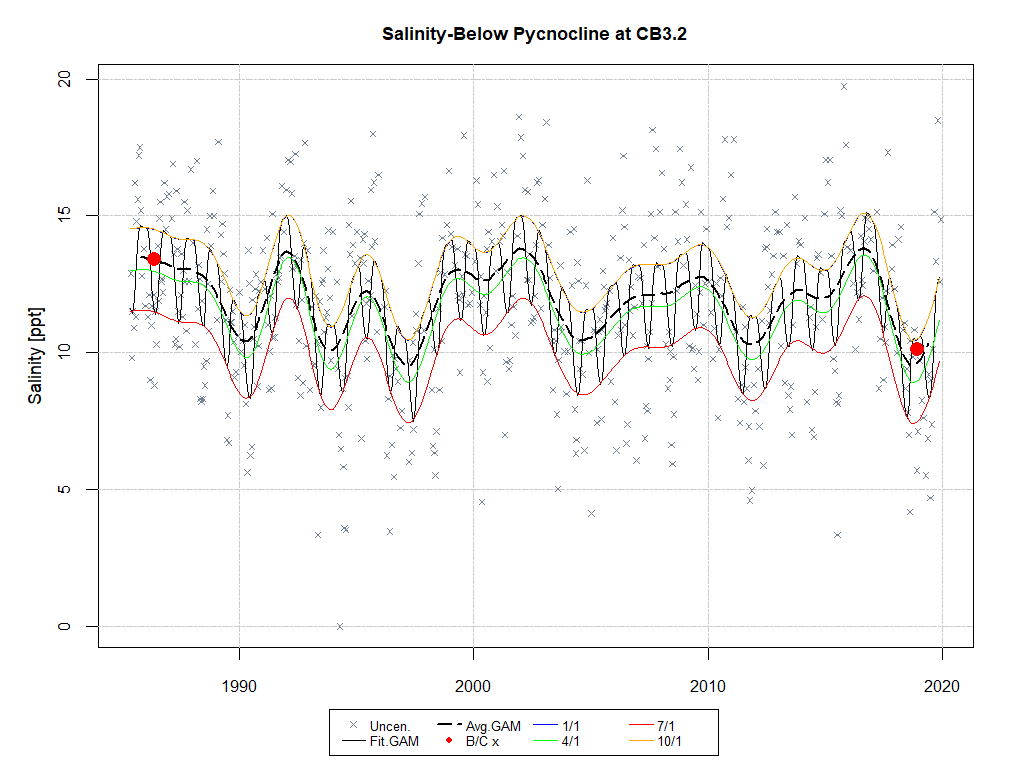 Salinity-Below Pycnocline at CB3.2
Salinity [ppt]
20
15
10
5
0
1990 2000 2010 2020
Uncen. Avg.GAM 1/1 7/1
Fit.GAM B/C x 4/1 10/1